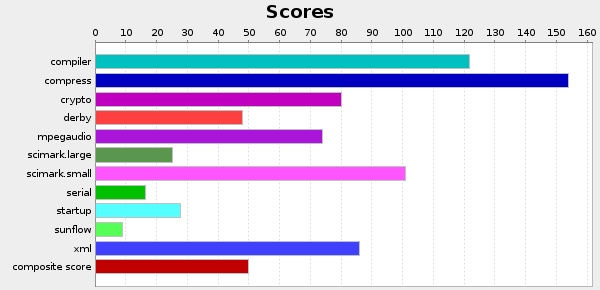 Scores
0 10 20 30 40 50 60 70 80 90 100 110 120 130 140 150 160
compiler
compress
crypto
derby
mpegaudio
scimark.large
scimark.small
serial
startup
sunflow
xml
composite score